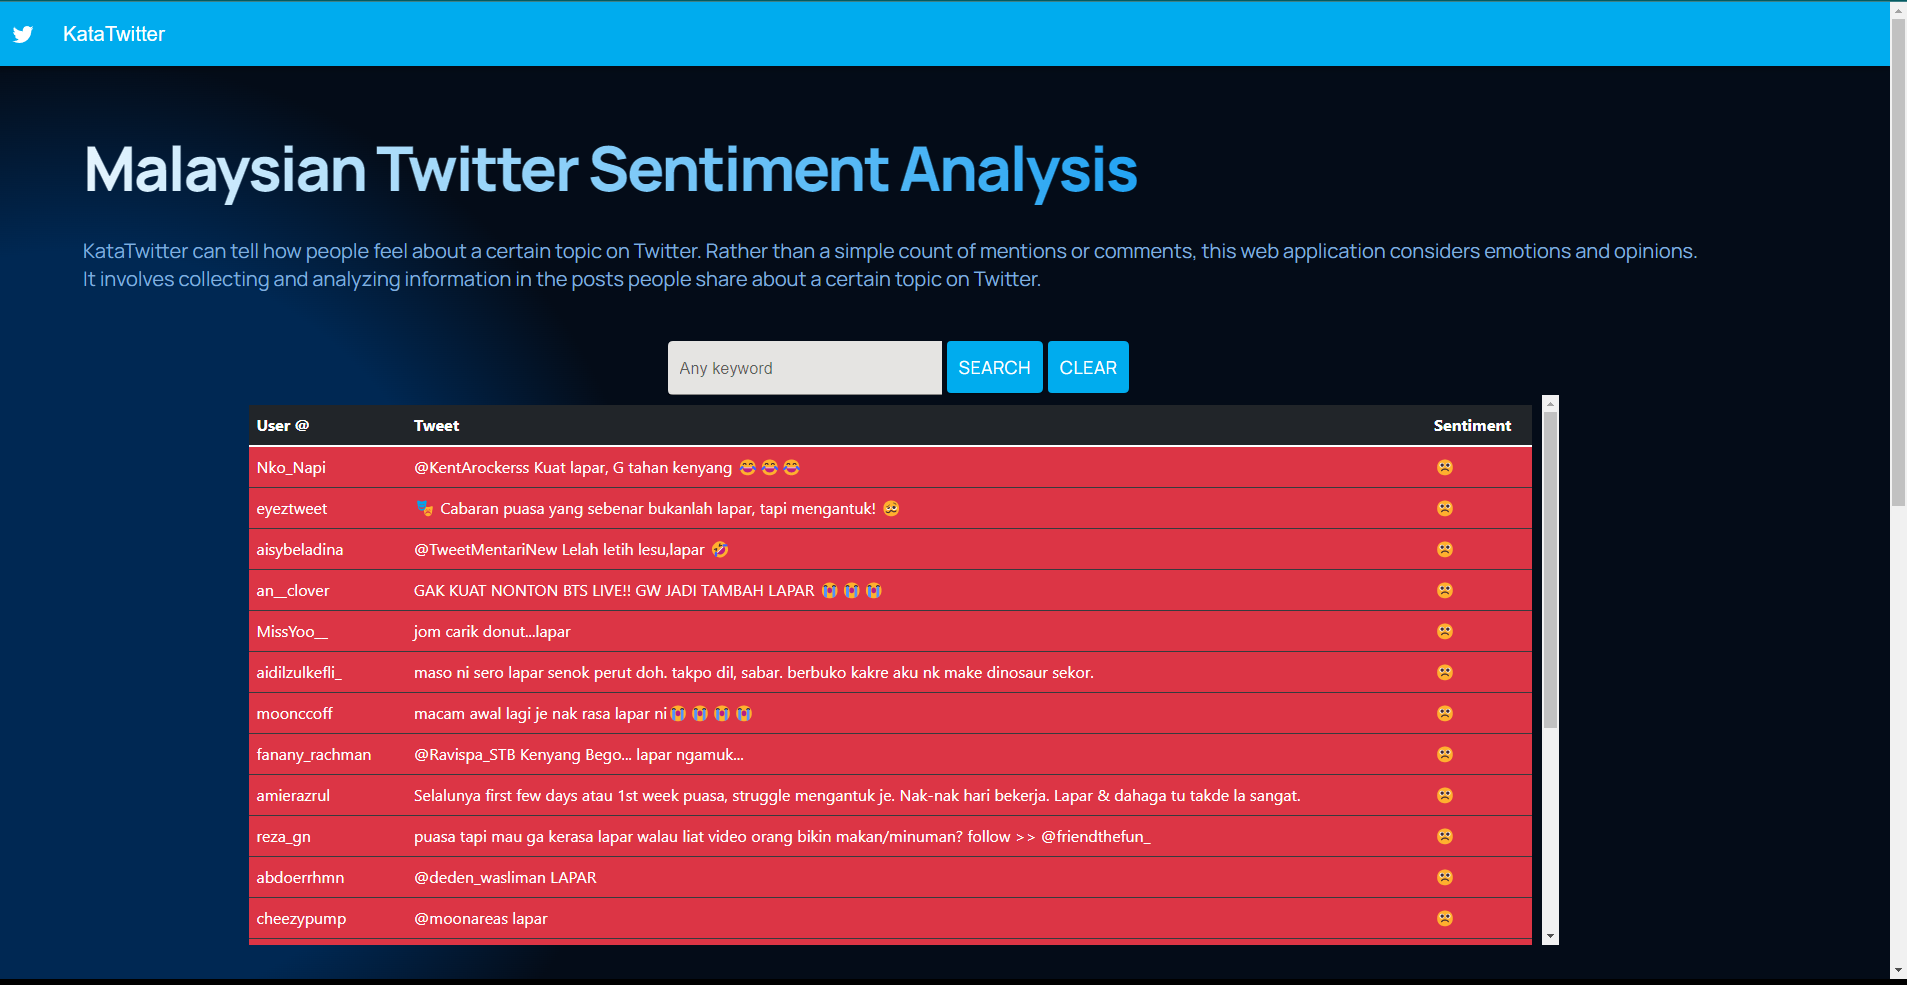 KataTwitter
Malaysian Twitter Sentiment Analysis
KataTwitter can tell how people feel about a certain topic on Twitter. Rather than a simple count of mentions or comments, this web application considers emotions and opinions.
It involves collecting and analyzing information in the posts people share about a certain topic on Twitter.
Any keyword SEARCH CLEAR
User @ Tweet Sentiment
Nko_Napi @KentArockerss Kuat lapar, G tahan kenyang 😂😂😂 ☹️
eyeztweet 🎭 Cabaran puasa yang sebenar bukanlah lapar, tapi mengantuk! 🥺 ☹️
aisybeladina @TweetMentariNew Lelah letih lesu,lapar 🤣 ☹️
an__clover GAK KUAT NONTON BTS LIVE!! GW JADI TAMBAH LAPAR 😭😭😭 ☹️
MissYoo__ jom carik donut...lapar ☹️
aidilzulkefli_ maso ni sero lapar senok perut doh. takpo dil, sabar. berbuko kakre aku nk make dinosaur sekor. ☹️
moonccoff macam awal lagi je nak rasa lapar ni😭😭😭😭 ☹️
fanany_rachman @Ravispa_STB Kenyang Bego... lapar ngamuk... ☹️
amierazrul Selalunya first few days atau 1st week puasa, struggle mengantuk je. Nak-nak hari bekerja. Lapar & dahaga tu takde la sangat. ☹️
reza_gn puasa tapi mau ga kerasa lapar walau liat video orang bikin makan/minuman? follow >> @friendthefun_ ☹️
abdoerrhmn @deden_wasliman LAPAR ☹️
cheezypump @moonareas lapar ☹️